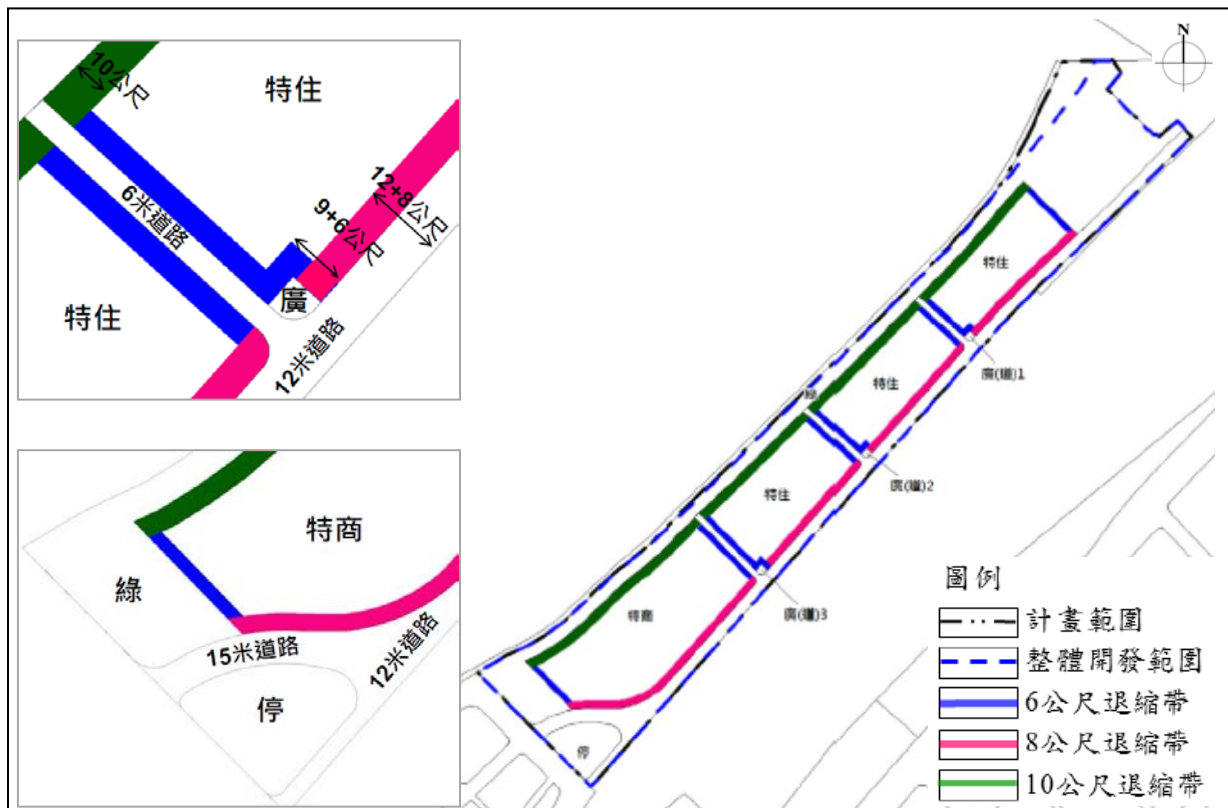 10公尺
特住
12+8公尺
9+6公尺
6米道路
廣
特住
12米道路
特商
綠
15米道路
12米道路
停
N
特住
廣(道)1
特住
廣(道)2
特住
廣(道)3
特商
停
圖例
計畫範圍
整體開發範圍
6公尺退縮帶
8公尺退縮帶
10公尺退縮帶